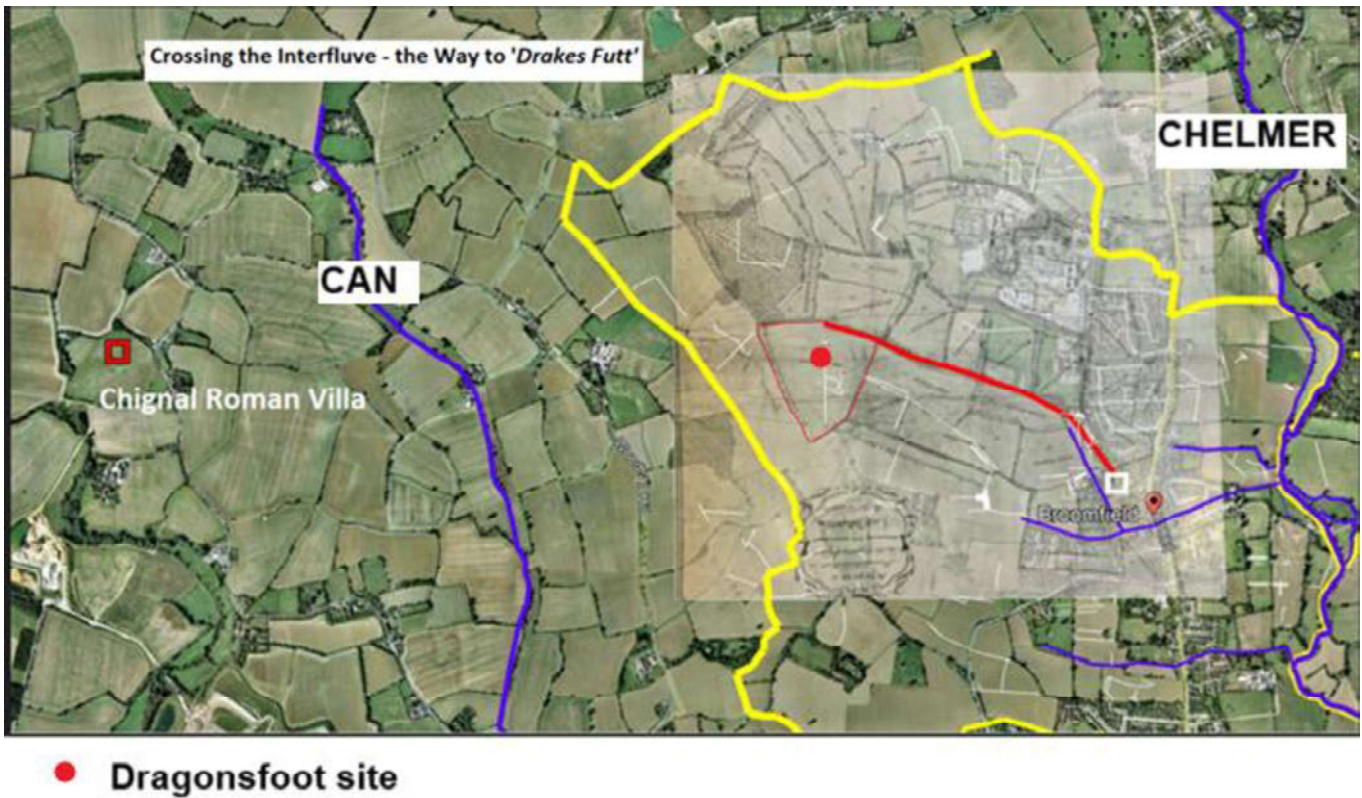 Crossing the Interfluve - the Way to 'Drakes Futt'
CHELMER
CAN
Chignal Roman Villa
Broomfield
Dragonsfoot site